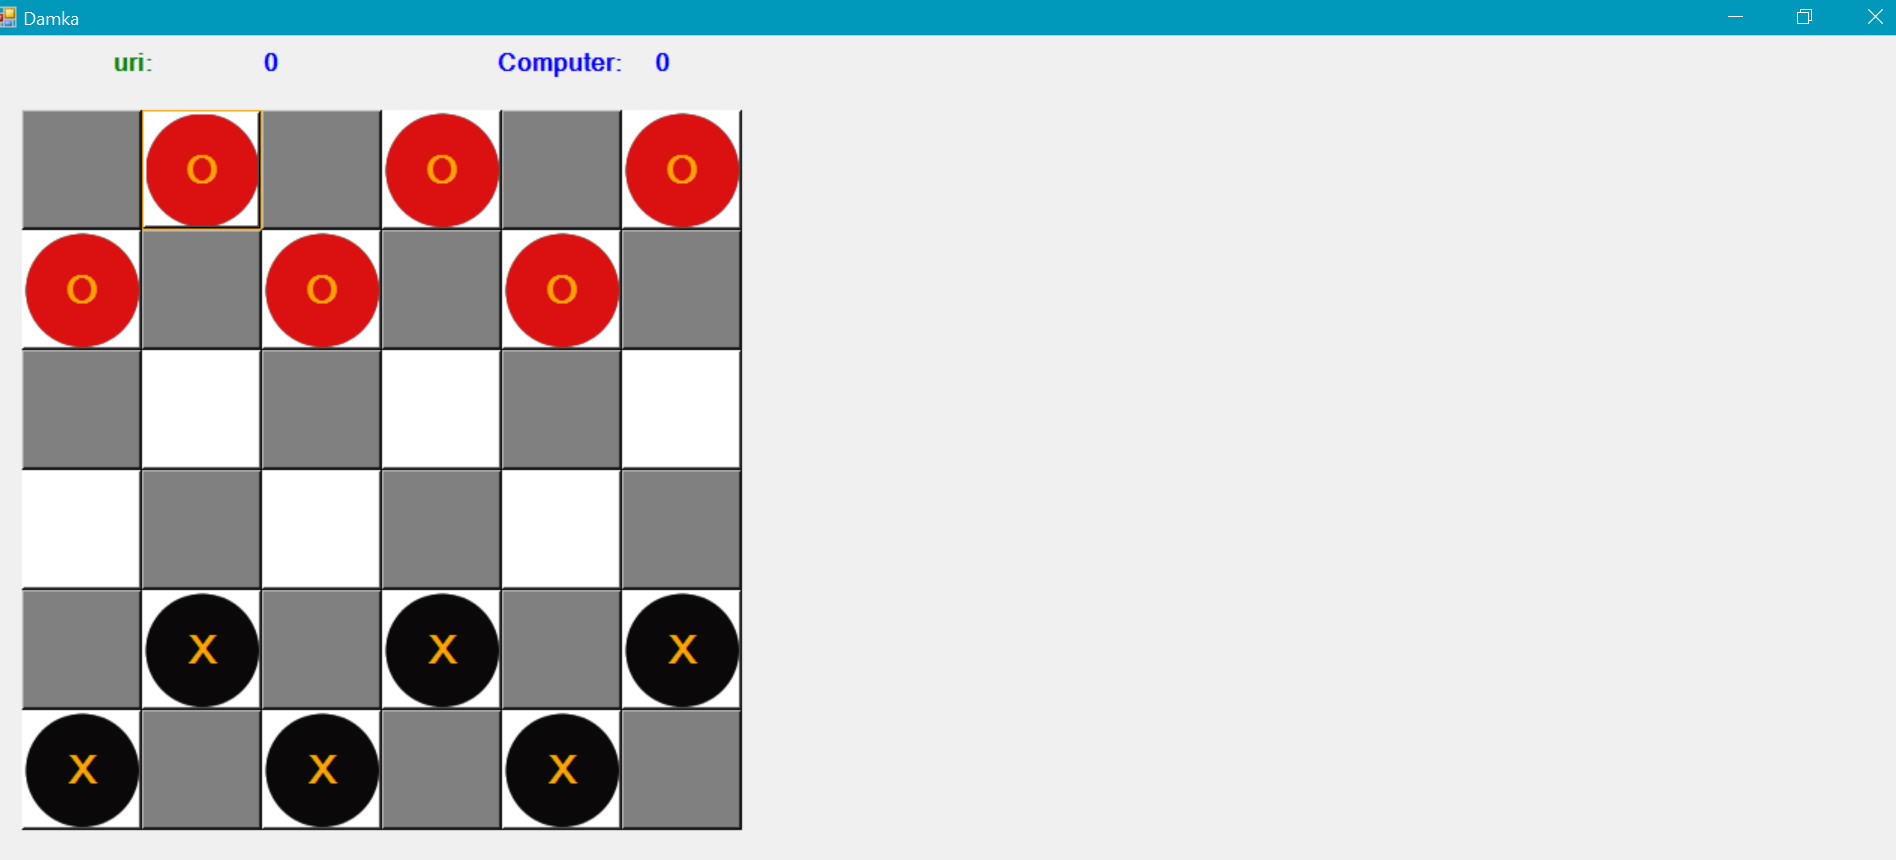 Damka
uri: 0 Computer: 0
O O O
O O O
X X X
X X X